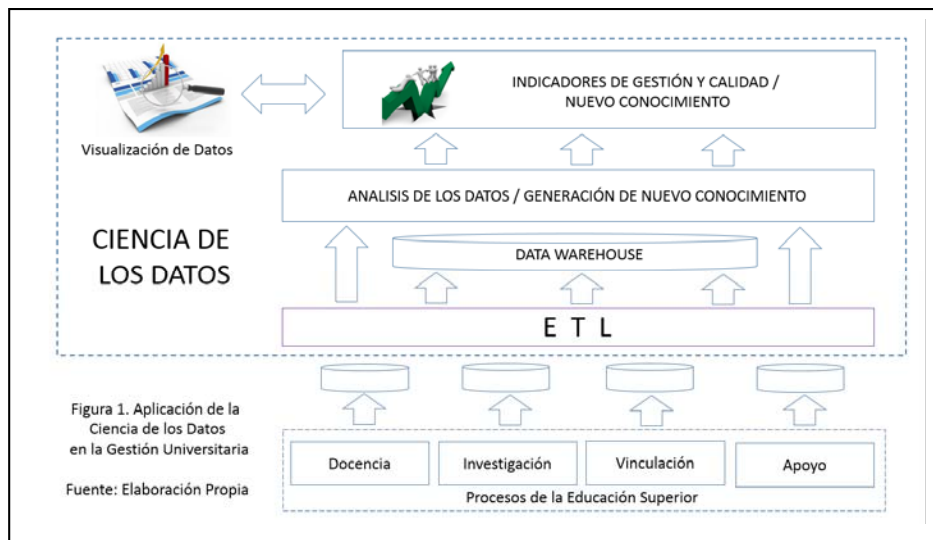 INDICADORES DE GESTIÓN Y CALIDAD /
NUEVO CONOCIMIENTO
Visualización de Datos
ANALISIS DE LOS DATOS / GENERACIÓN DE NUEVO CONOCIMIENTO
CIENCIA DE
LOS DATOS
DATA WAREHOUSE
E T L
Figura 1. Aplicación de la
Ciencia de los Datos
en la Gestión Universitaria
Fuente: Elaboración Propia
Docencia
Investigación
Vinculación
Apoyo
Procesos de la Educación Superior